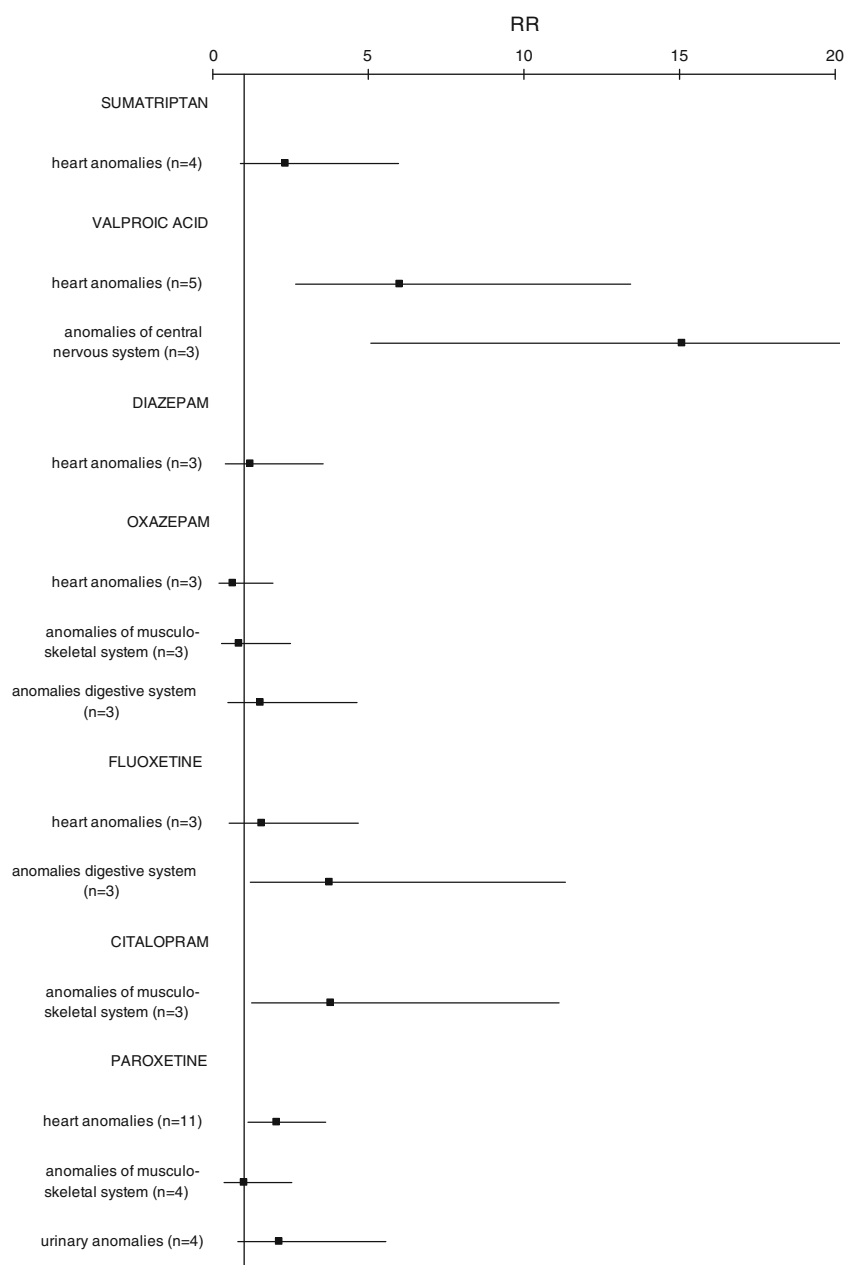 RR
0 5 10 15 20
SUMATRIPTAN
heart anomalies (n=4)
VALPROIC ACID
heart anomalies (n=5)
anomalies of central
nervous system (n=3)
DIAZEPAM
heart anomalies (n=3)
OXAZEPAM
heart anomalies (n=3)
anomalies of musculo-
skeletal system (n=3)
anomalies digestive system
(n=3)
FLUOXETINE
heart anomalies (n=3)
anomalies digestive system
(n=3)
CITALOPRAM
anomalies of musculo-
skeletal system (n=3)
PAROXETINE
heart anomalies (n=11)
anomalies of musculo-
skeletal system (n=4)
urinary anomalies (n=4)